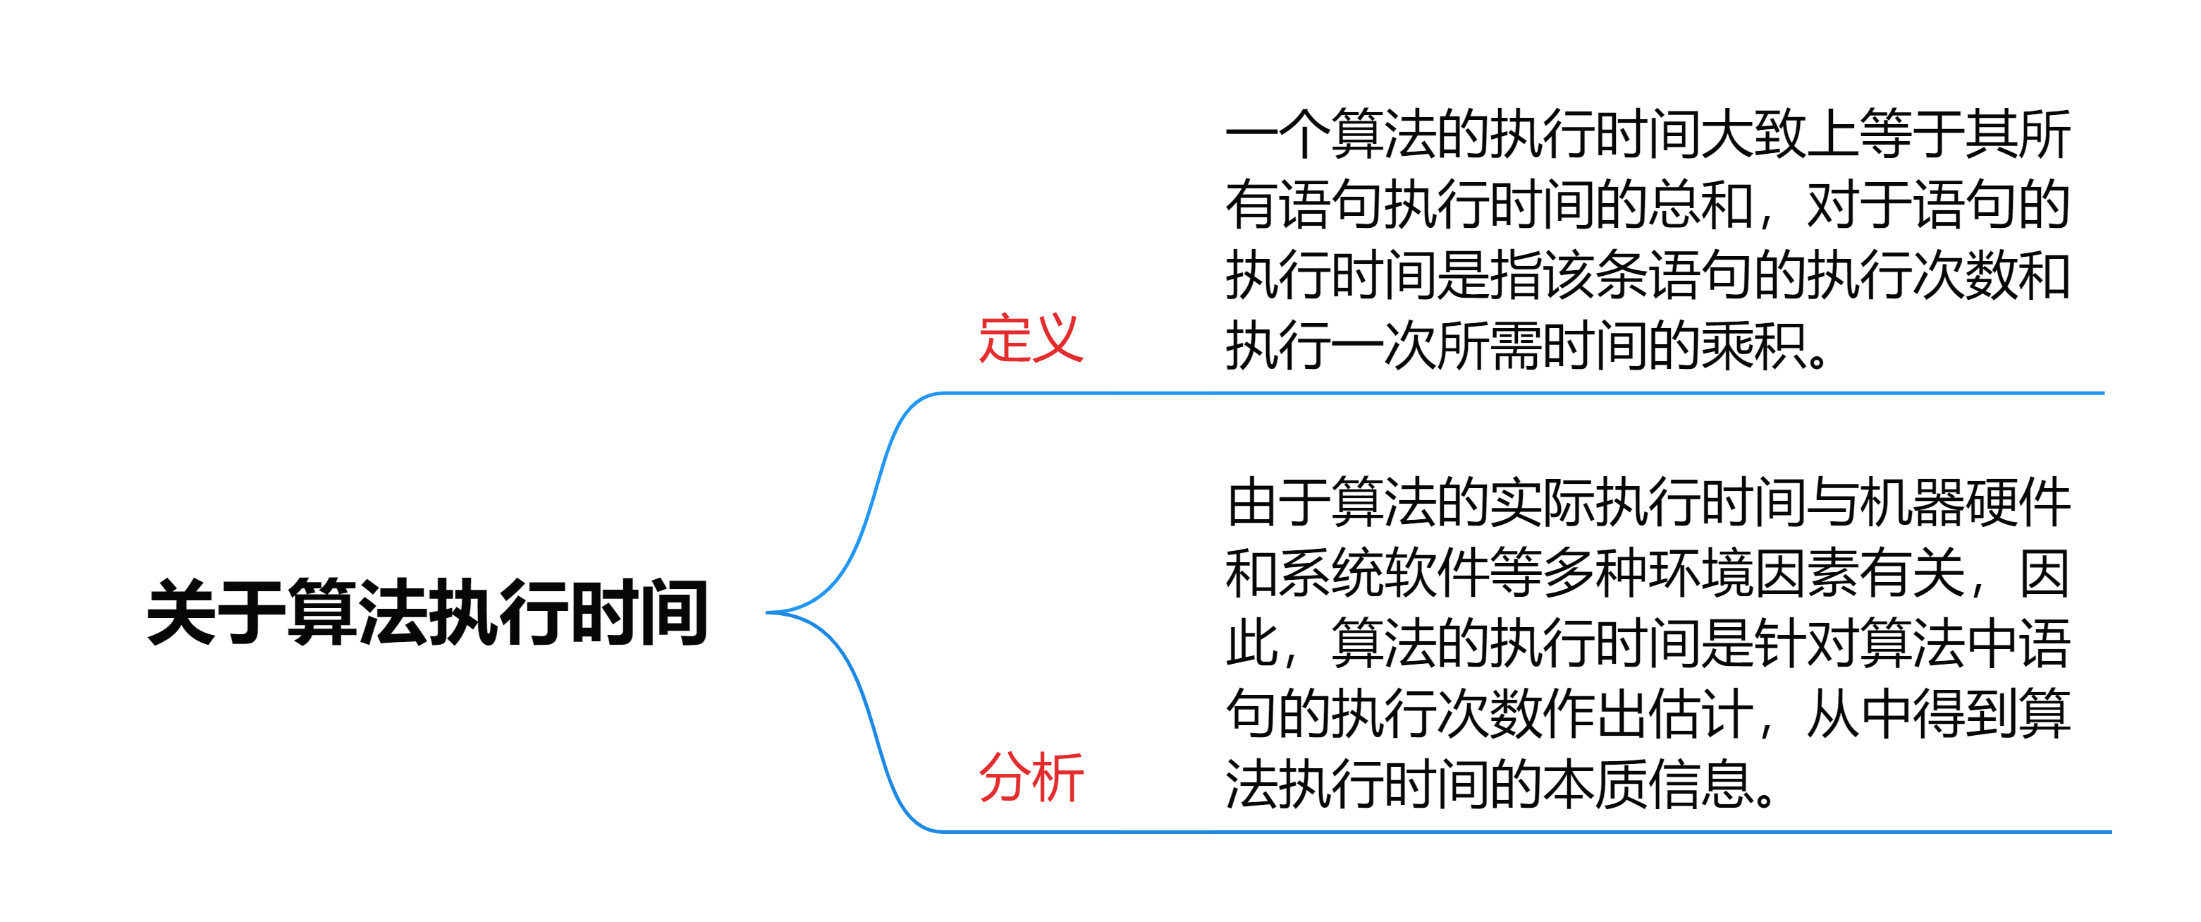 关于算法执行时间
定义
一个算法的执行时间大致上等于其所
有语句执行时间的总和，对于语句的
执行时间是指该条语句的执行次数和
执行一次所需时间的乘积。
分析
由于算法的实际执行时间与机器硬件
和系统软件等多种环境因素有关，因
此，算法的执行时间是针对算法中语
句的执行次数作出估计，从中得到算
法执行时间的本质信息。